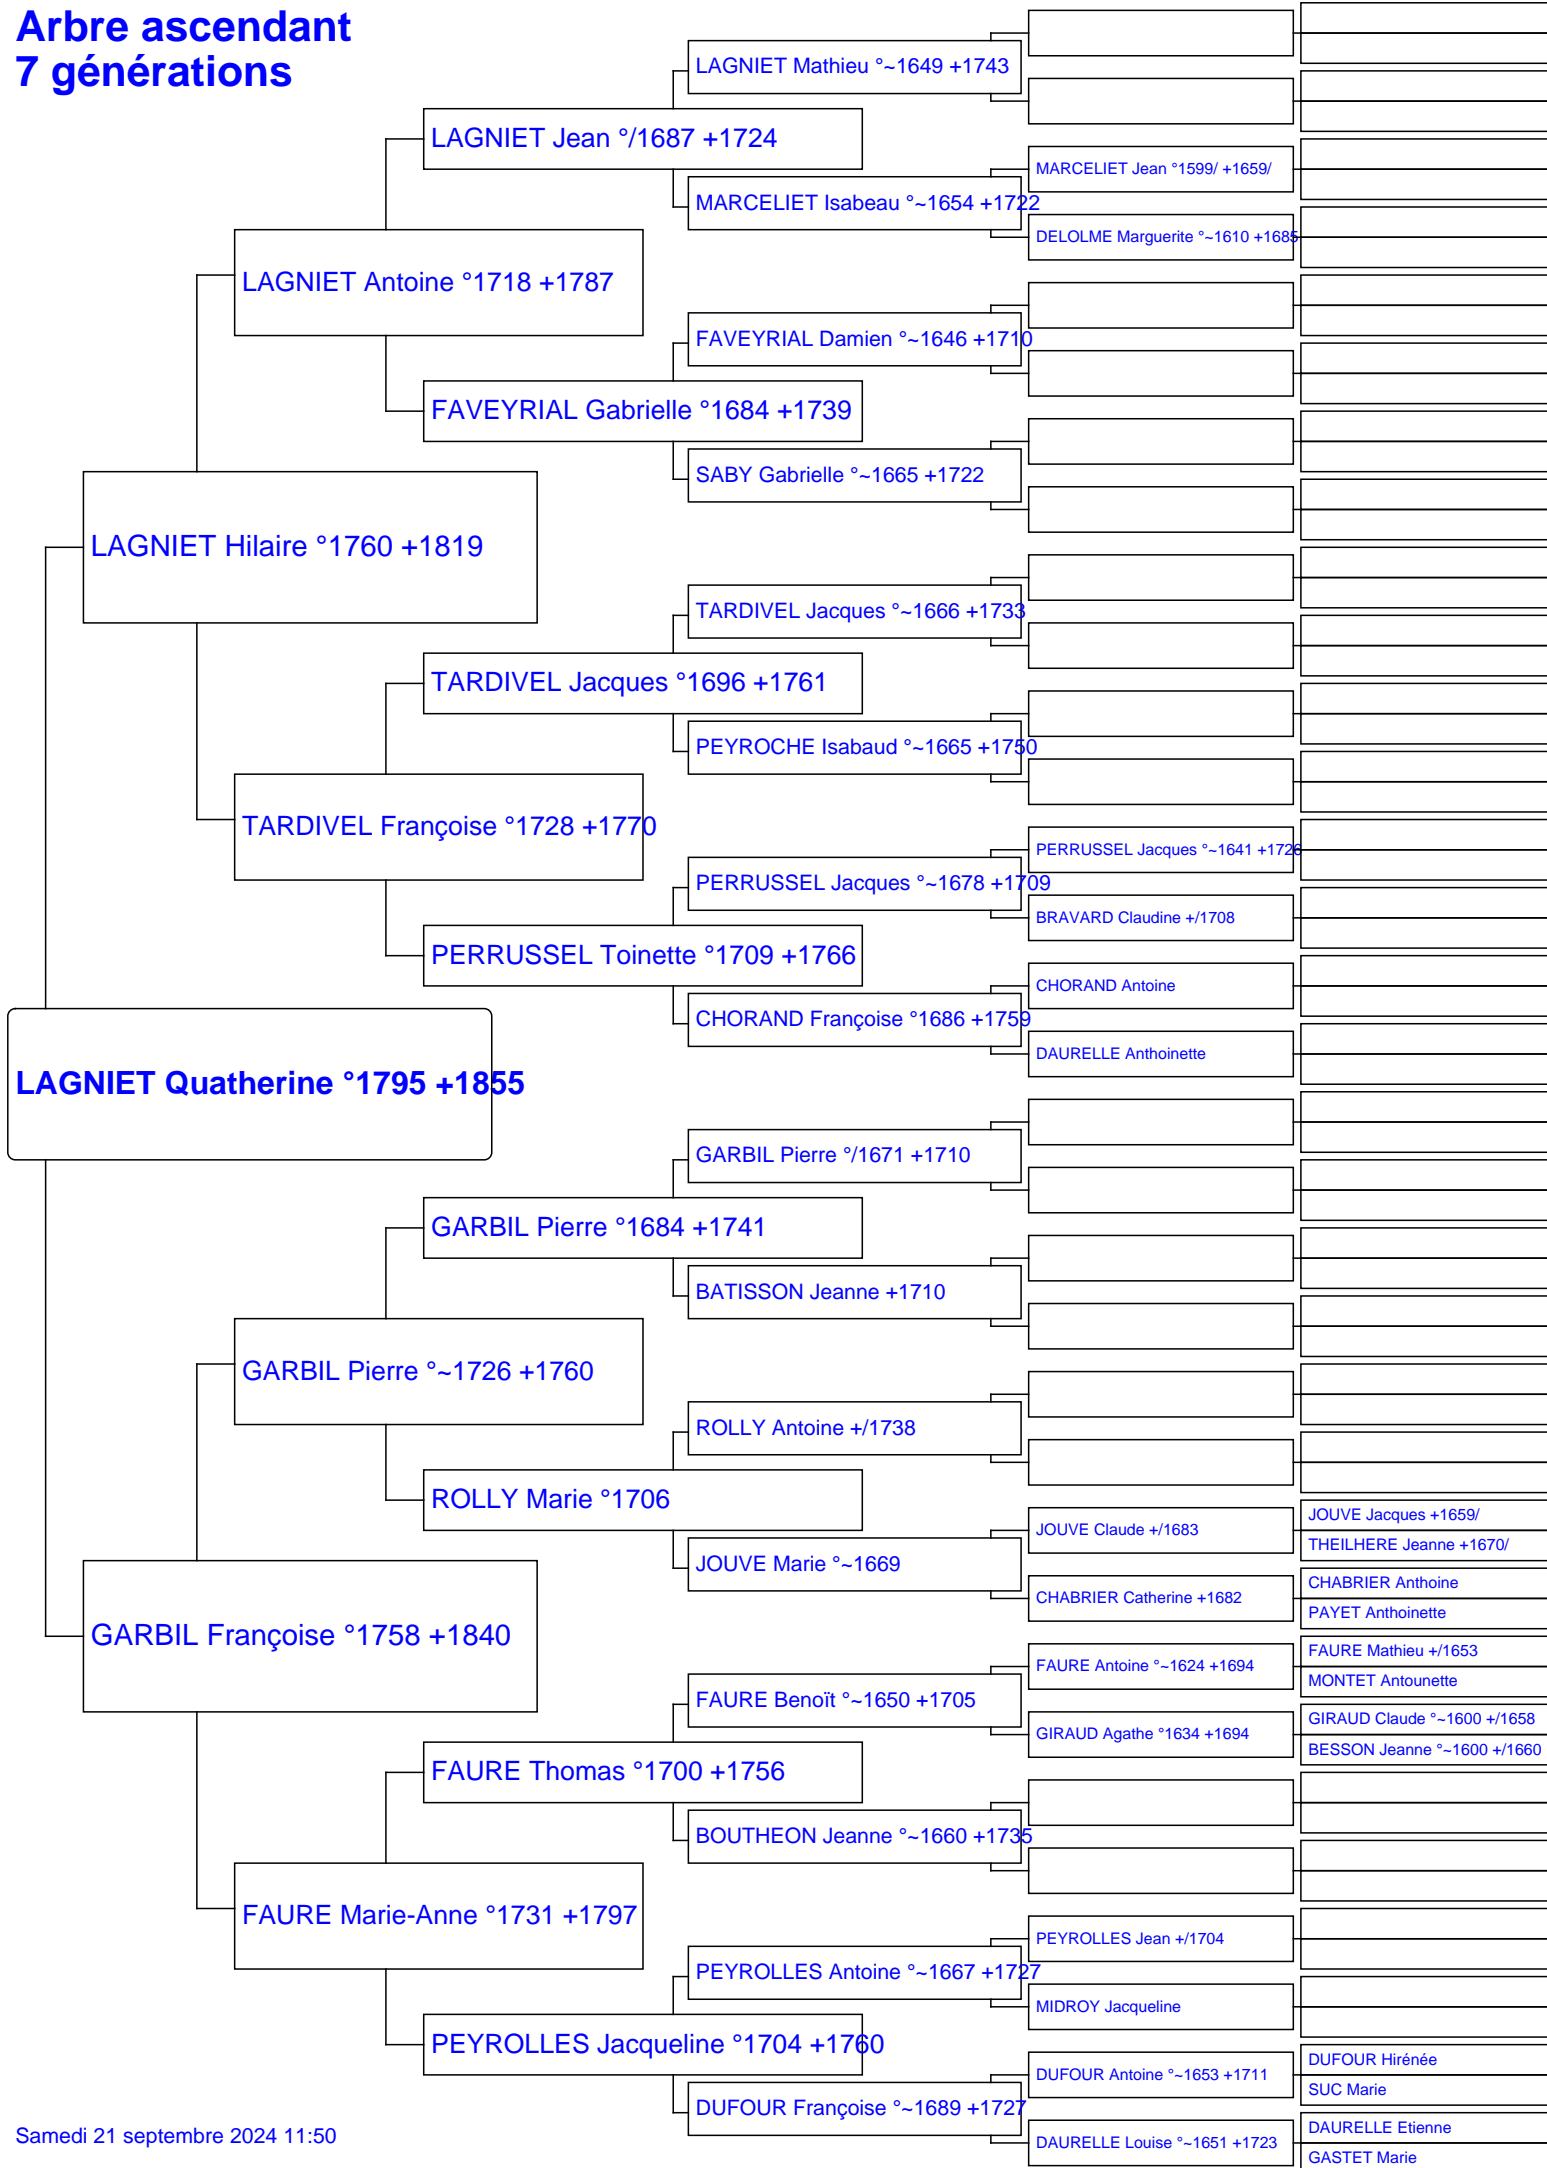 Arbre ascendant
7 générations
LAGNIET Mathieu °~1649 +1743
LAGNIET Jean °/1687 +1724
MARCELIET Jean °1599/ +1659/
MARCELIET Isabeau °~1654 +1722
DELOLME Marguerite °~1610 +1685
LAGNIET Antoine °1718 +1787
FAVEYRIAL Damien °~1646 +1710
FAVEYRIAL Gabrielle °1684 +1739
SABY Gabrielle °~1665 +1722
LAGNIET Hilaire °1760 +1819
TARDIVEL Jacques °~1666 +1733
TARDIVEL Jacques °1696 +1761
PEYROCHE Isabaud °~1665 +1750
TARDIVEL Françoise °1728 +1770
PERRUSSEL Jacques °~1641 +1726
PERRUSSEL Jacques °~1678 +1709
BRAVARD Claudine +/1708
PERRUSSEL Toinette °1709 +1766
CHORAND Antoine
CHORAND Françoise °1686 +1759
DAURELLE Anthoinette
LAGNIET Quatherine °1795 +1855
GARBIL Pierre °/1671 +1710
GARBIL Pierre °1684 +1741
BATISSON Jeanne +1710
GARBIL Pierre °~1726 +1760
ROLLY Antoine +/1738
ROLLY Marie °1706
JOUVE Jacques +1659/
JOUVE Claude +/1683
THEILHERE Jeanne +1670/
JOUVE Marie °~1669
CHABRIER Anthoine
CHABRIER Catherine +1682
PAYET Anthoinette
GARBIL Françoise °1758 +1840
FAURE Mathieu +/1653
FAURE Antoine °~1624 +1694
MONTET Antounette
FAURE Benoït °~1650 +1705
GIRAUD Claude °~1600 +/1658
GIRAUD Agathe °1634 +1694
BESSON Jeanne °~1600 +/1660
FAURE Thomas °1700 +1756
BOUTHEON Jeanne °~1660 +1735
FAURE Marie-Anne °1731 +1797
PEYROLLES Jean +/1704
PEYROLLES Antoine °~1667 +1727
MIDROY Jacqueline
PEYROLLES Jacqueline °1704 +1760
DUFOUR Hirénée
DUFOUR Antoine °~1653 +1711
SUC Marie
DUFOUR Françoise °~1689 +1727
DAURELLE Etienne
DAURELLE Louise °~1651 +1723
GASTET Marie
Samedi 21 septembre 2024 11:50